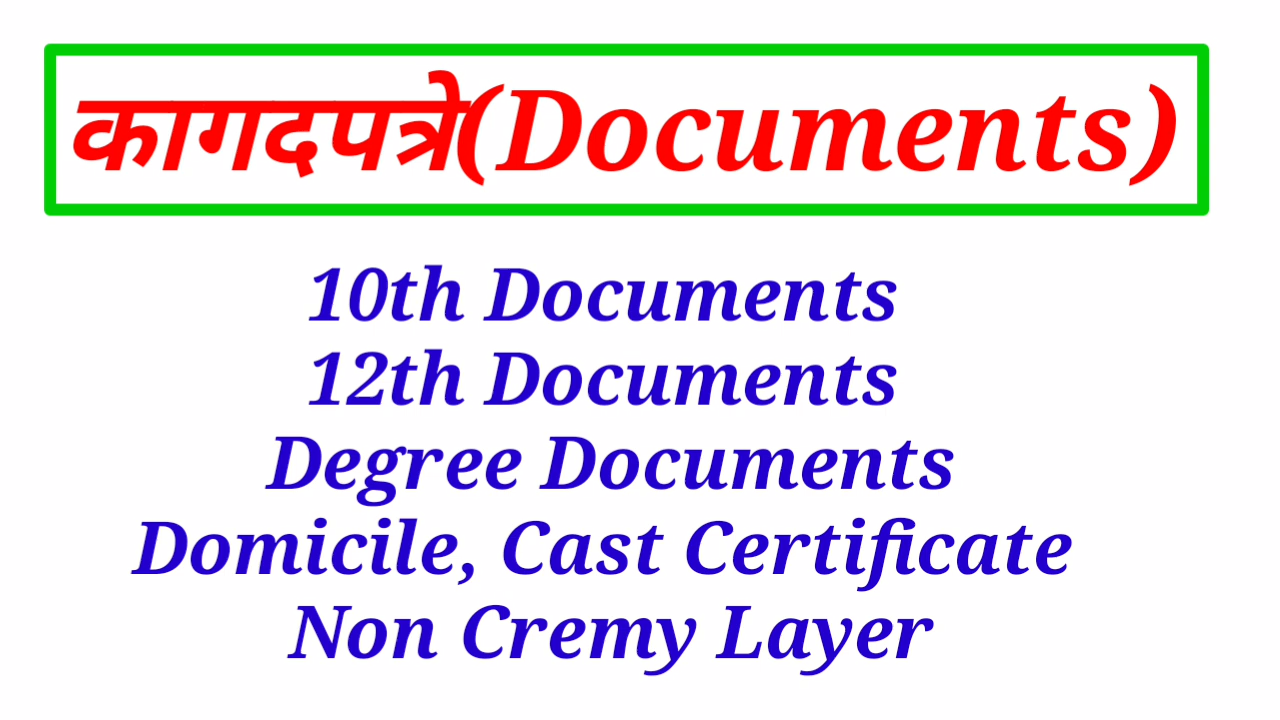 कागदपत्रे(Documents)
10th Documents
12th Documents
Degree Documents
Domicile, Cast Certificate
Non Cremy Layer